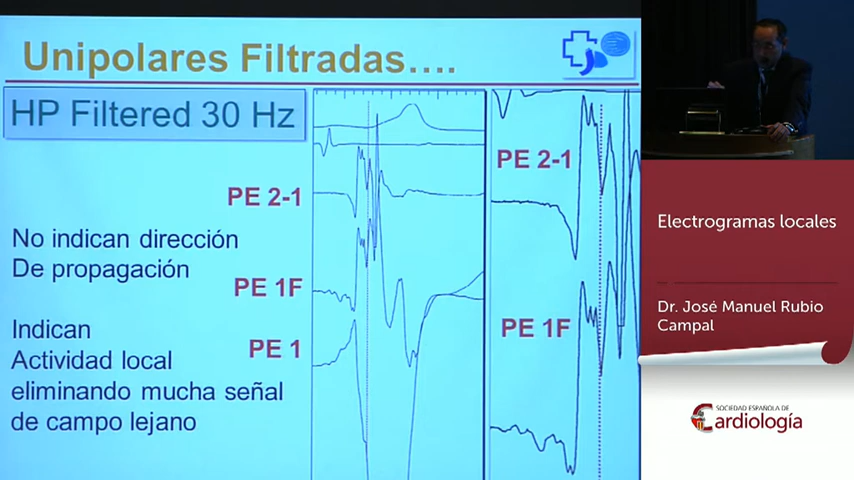 Unipolares Filtradas....
HP Filtered 30 Hz
PE 2-1
No indican dirección
De propagación
PE 1F
Indican
Actividad local
eliminando mucha señal
de campo lejano
PE 1
PE 2-1
PE 1F
Electrogramas locales
Dr. José Manuel Rubio
Campal
SOCIEDAD ESPAÑOLA DE
Cardiología